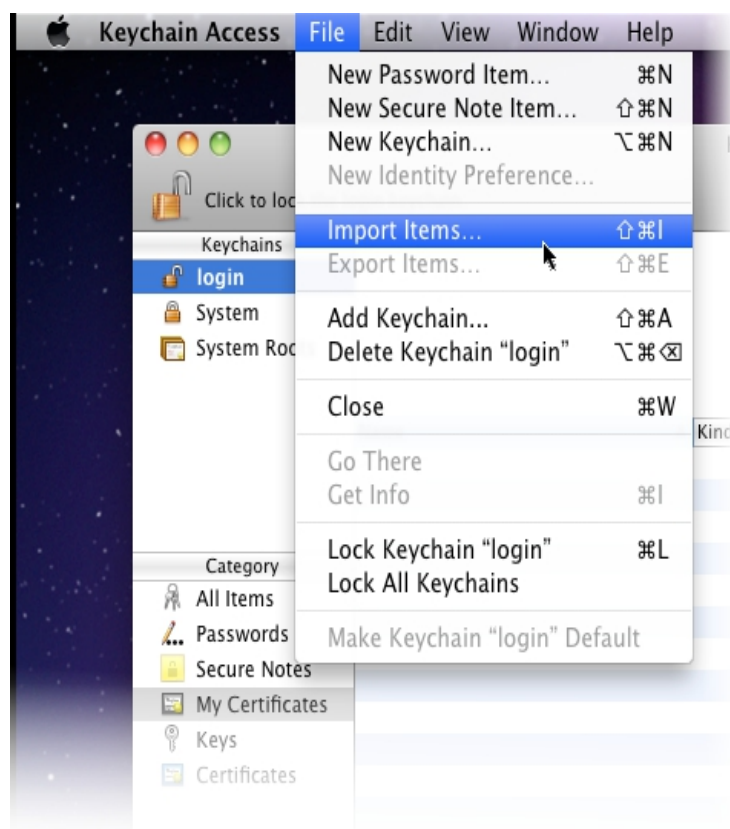 Keychain Access File Edit View Window Help
New Password Item... ⌘N
New Secure Note Item... ⇧⌘N
New Keychain... ⌥⌘N
New Identity Preference...
Click to loc
Import Items... ⇧⌘I
Keychains
Export Items... ⇧⌘E
login
System
Add Keychain... ⇧⌘A
System Roo
Delete Keychain “login” ⌥⌘⌫
Close ⌘W
Kind
Go There
Get Info ⌘I
Lock Keychain “login” ⌘L
Category
Lock All Keychains
All Items
Passwords
Make Keychain “login” Default
Secure Notes
My Certificates
Keys
Certificates